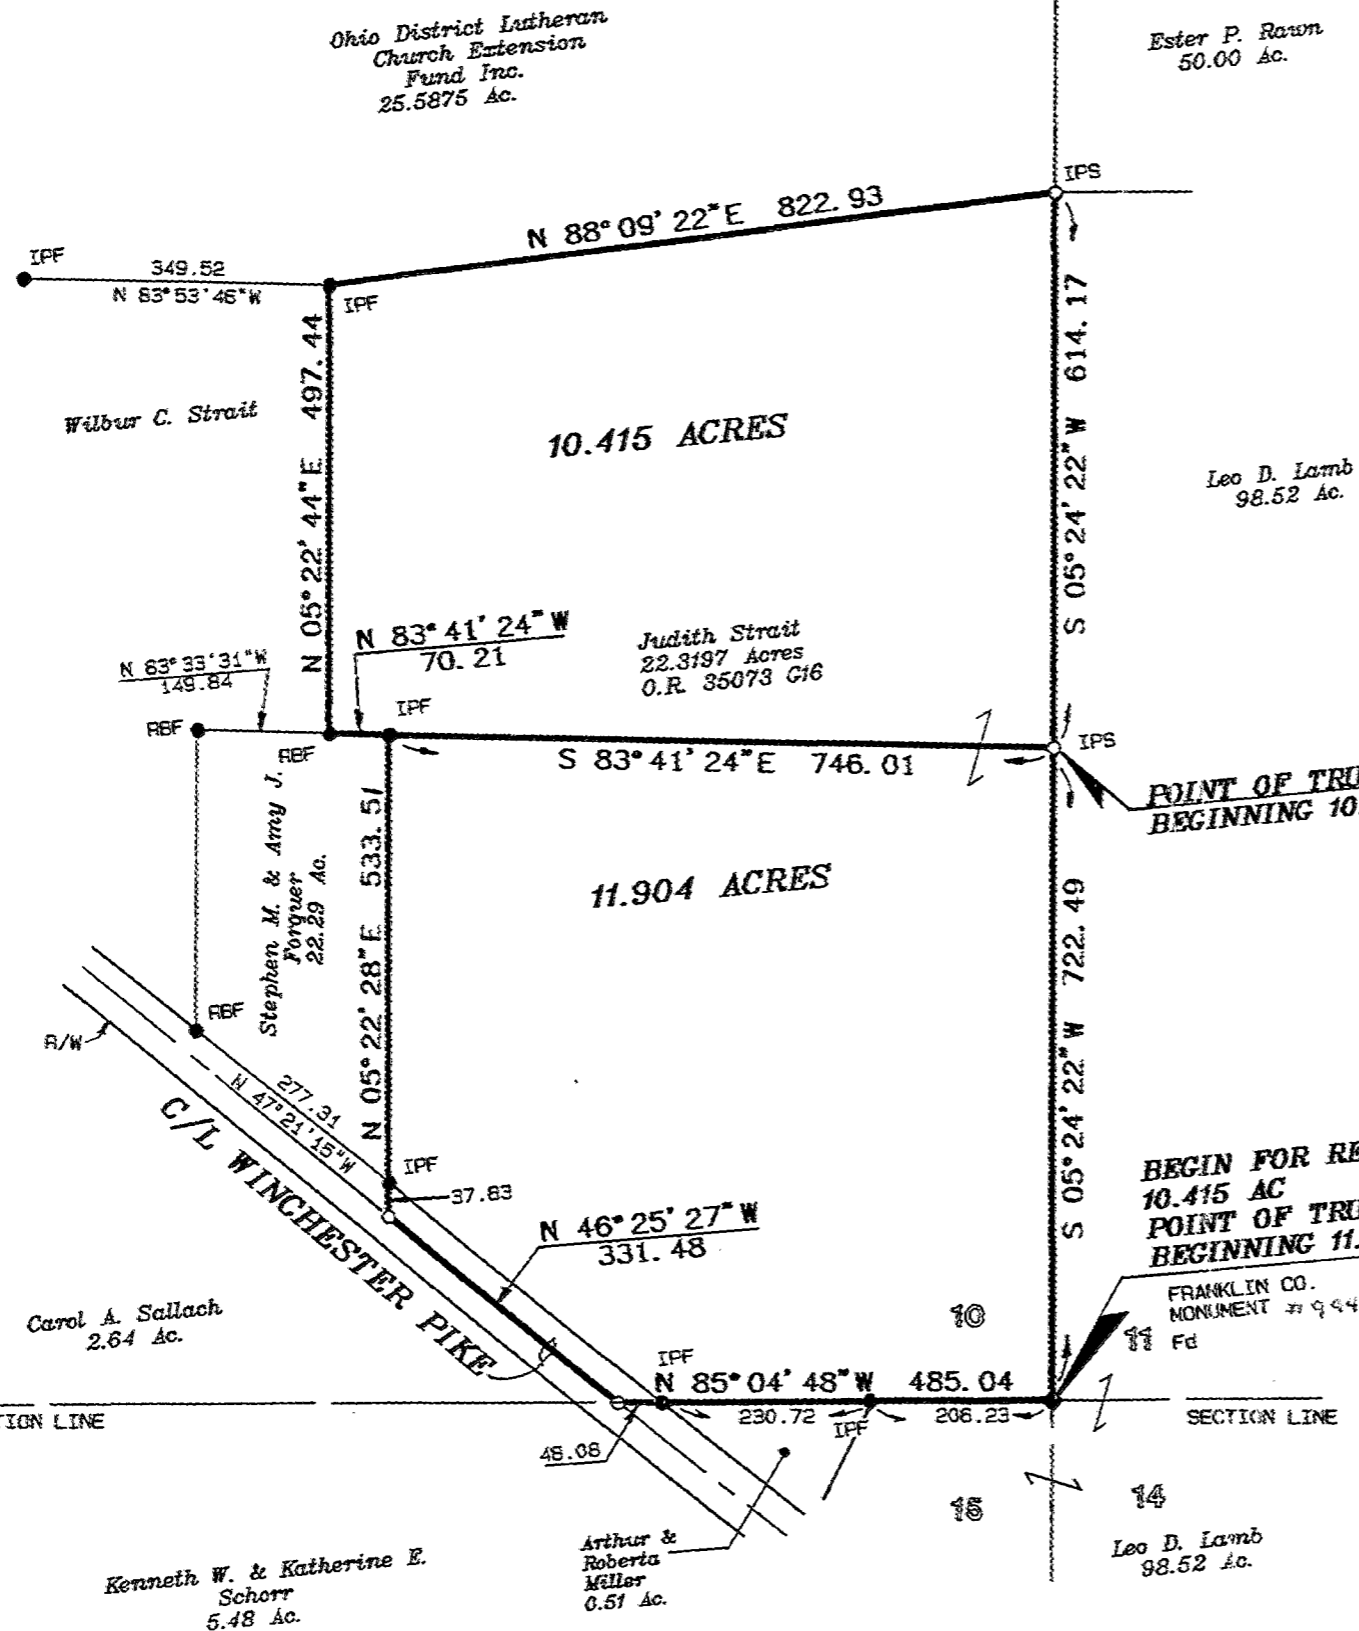 Ohio District Lutheran
Church Extension
Fund Inc.
25.5875 Ac.
Ester P. Rawn
50.00 Ac.
IPS
N 88° 09' 22" E 822.93
IPF
349.52
N 83° 53' 46" W
IPF
N 05° 22' 44" E 497.44
S 05° 24' 22" W 614.17
Wilbur C. Strait
10.415 ACRES
Leo D. Lamb
98.52 Ac.
N 83° 41' 24" W
70.21
Judith Strait
22.3197 Acres
O.R. 35073 G16
N 83° 33' 31" W
149.84
RBF
RBF
IPF
IPS
S 83° 41' 24" E 746.01
POINT OF TRU
BEGINNING 10.
Stephen M. & Amy J.
Forquer
22.29 Ac.
N 05° 22' 28" E 533.51
11.904 ACRES
S 05° 24' 22" W 722.49
RBF
R/W
277.31
N 47° 21' 15" W
C/L WINCHESTER PIKE
IPF
37.83
N 46° 25' 27" W
331.48
BEGIN FOR RE
10.415 AC
POINT OF TRU
BEGINNING 11.
FRANKLIN CO.
MONUMENT # 994
Fd
Carol A. Sallach
2.64 Ac.
10
11
IPF
N 85° 04' 48" W 485.04
230.72
206.23
IPF
48.08
TION LINE
SECTION LINE
15
14
Arthur &
Roberta
Miller
0.51 Ac.
Leo D. Lamb
98.52 Ac.
Kenneth W. & Katherine E.
Schorr
5.48 Ac.